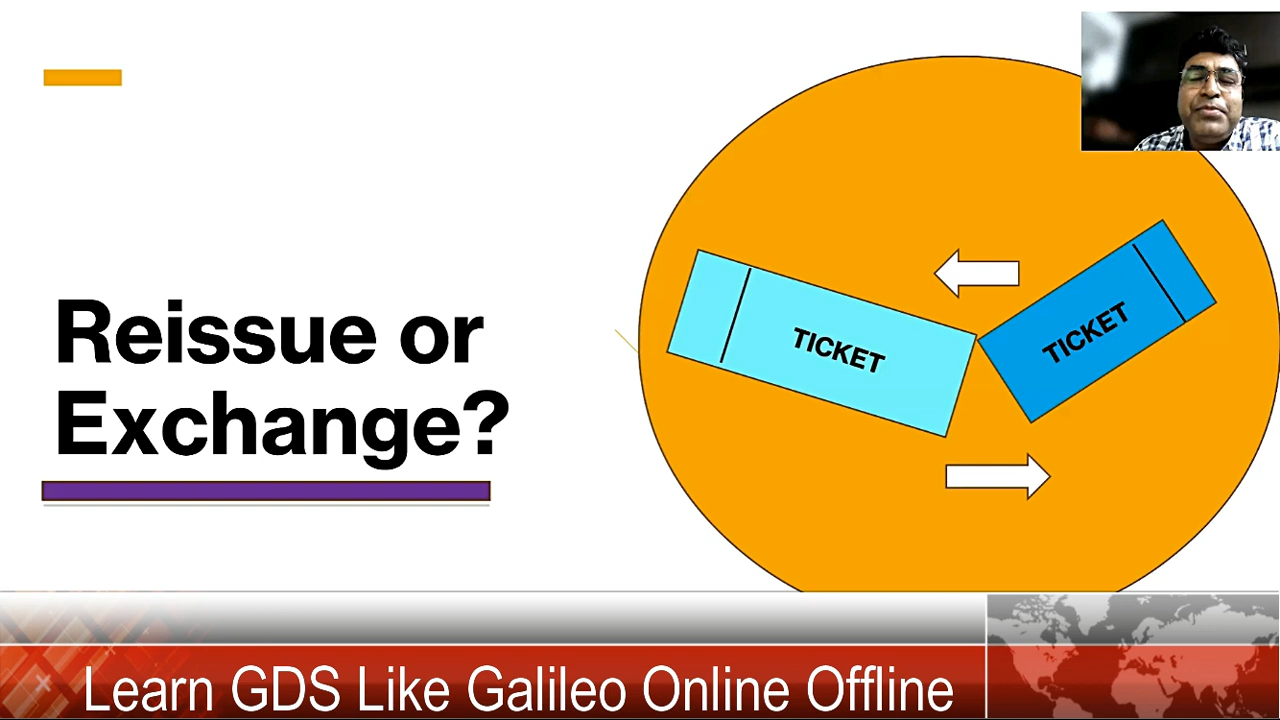 Reissue or
Exchange?
TICKET
TICKET
Learn GDS Like Galileo Online Offline